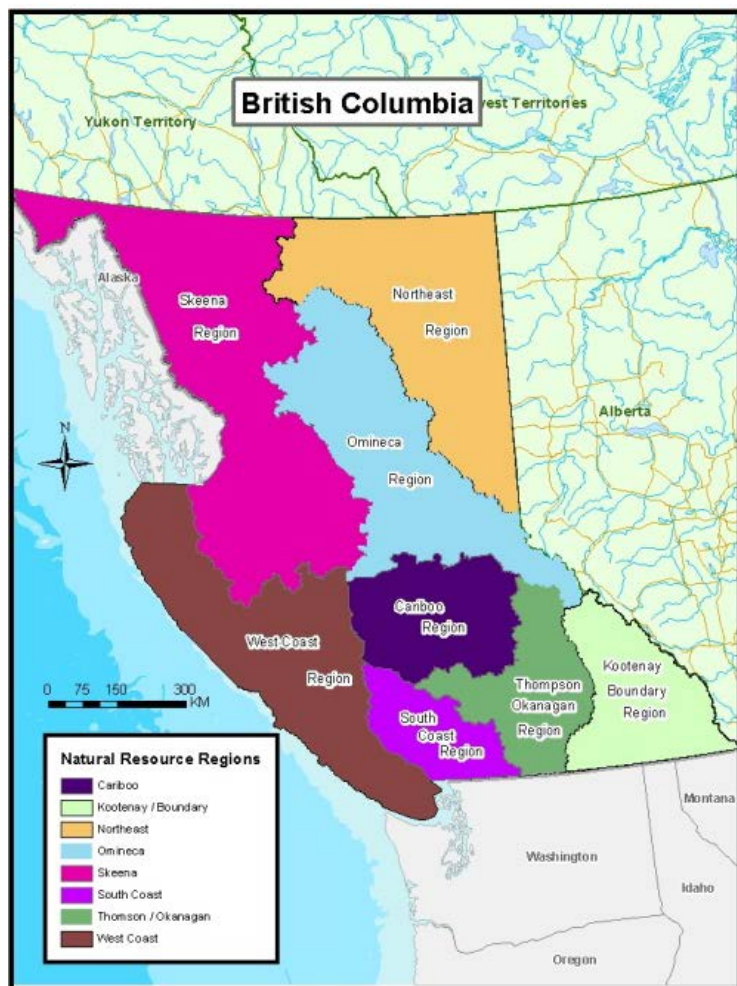 British Columbia
Yukon Territory
west Territories
Alaska
Skeena
Region
Northeast
Region
Alberta
Omineca
Region
N
Cariboo
Region
West Coast
Region
Kootenay
Boundary
Region
Thompson
Okanagan
Region
South
Coast
Region
0 75 150 300
KM
Natural Resource Regions
Cariboo
Kootenay / Boundary
Northeast
Omineca
Skeena
South Coast
Thomson / Okanagan
West Coast
Montana
Washington
Idaho
Oregon